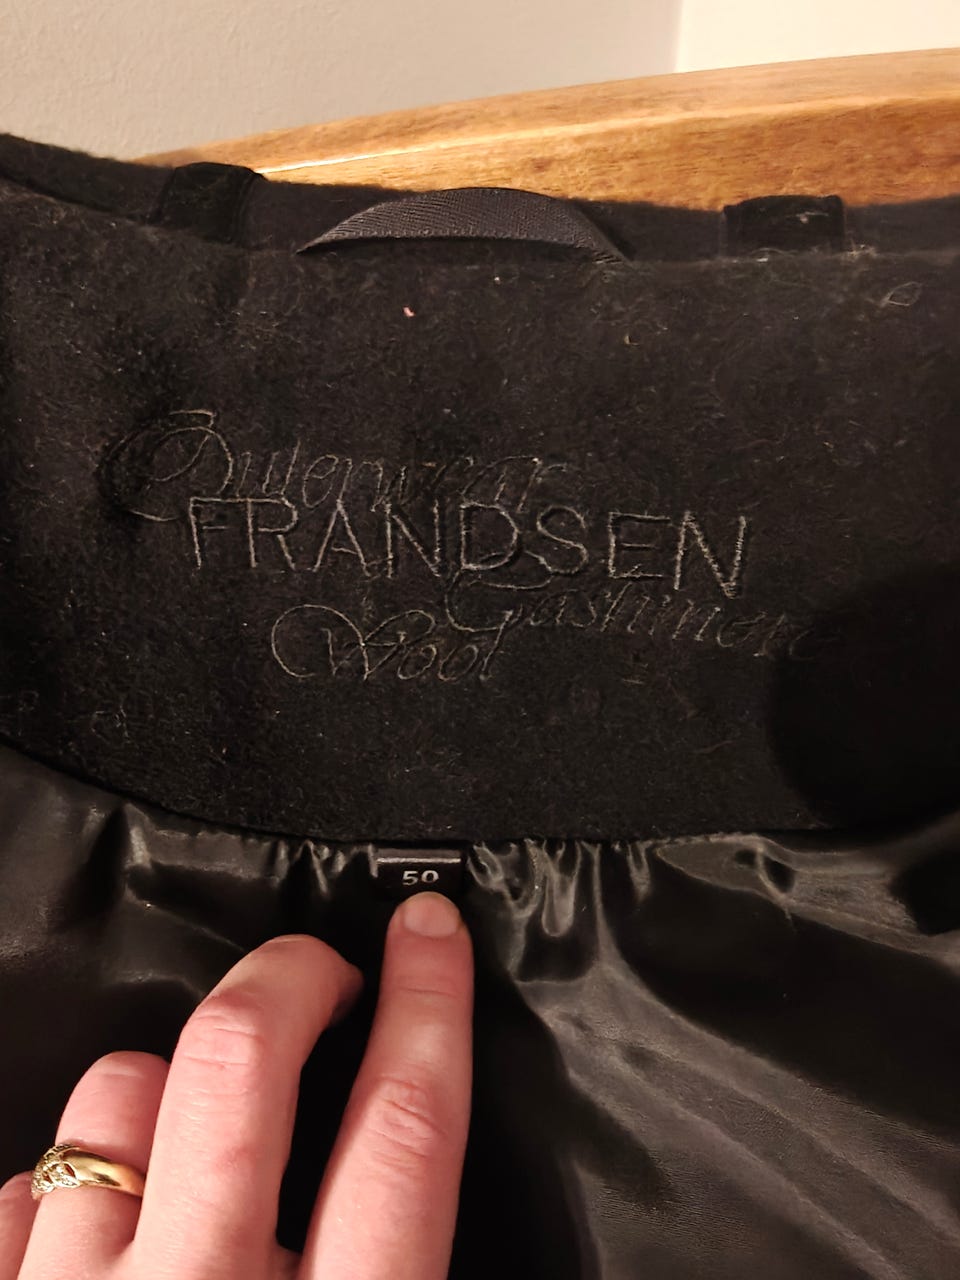 Outerwear
FRANDSEN
Cashmere
Wool
50